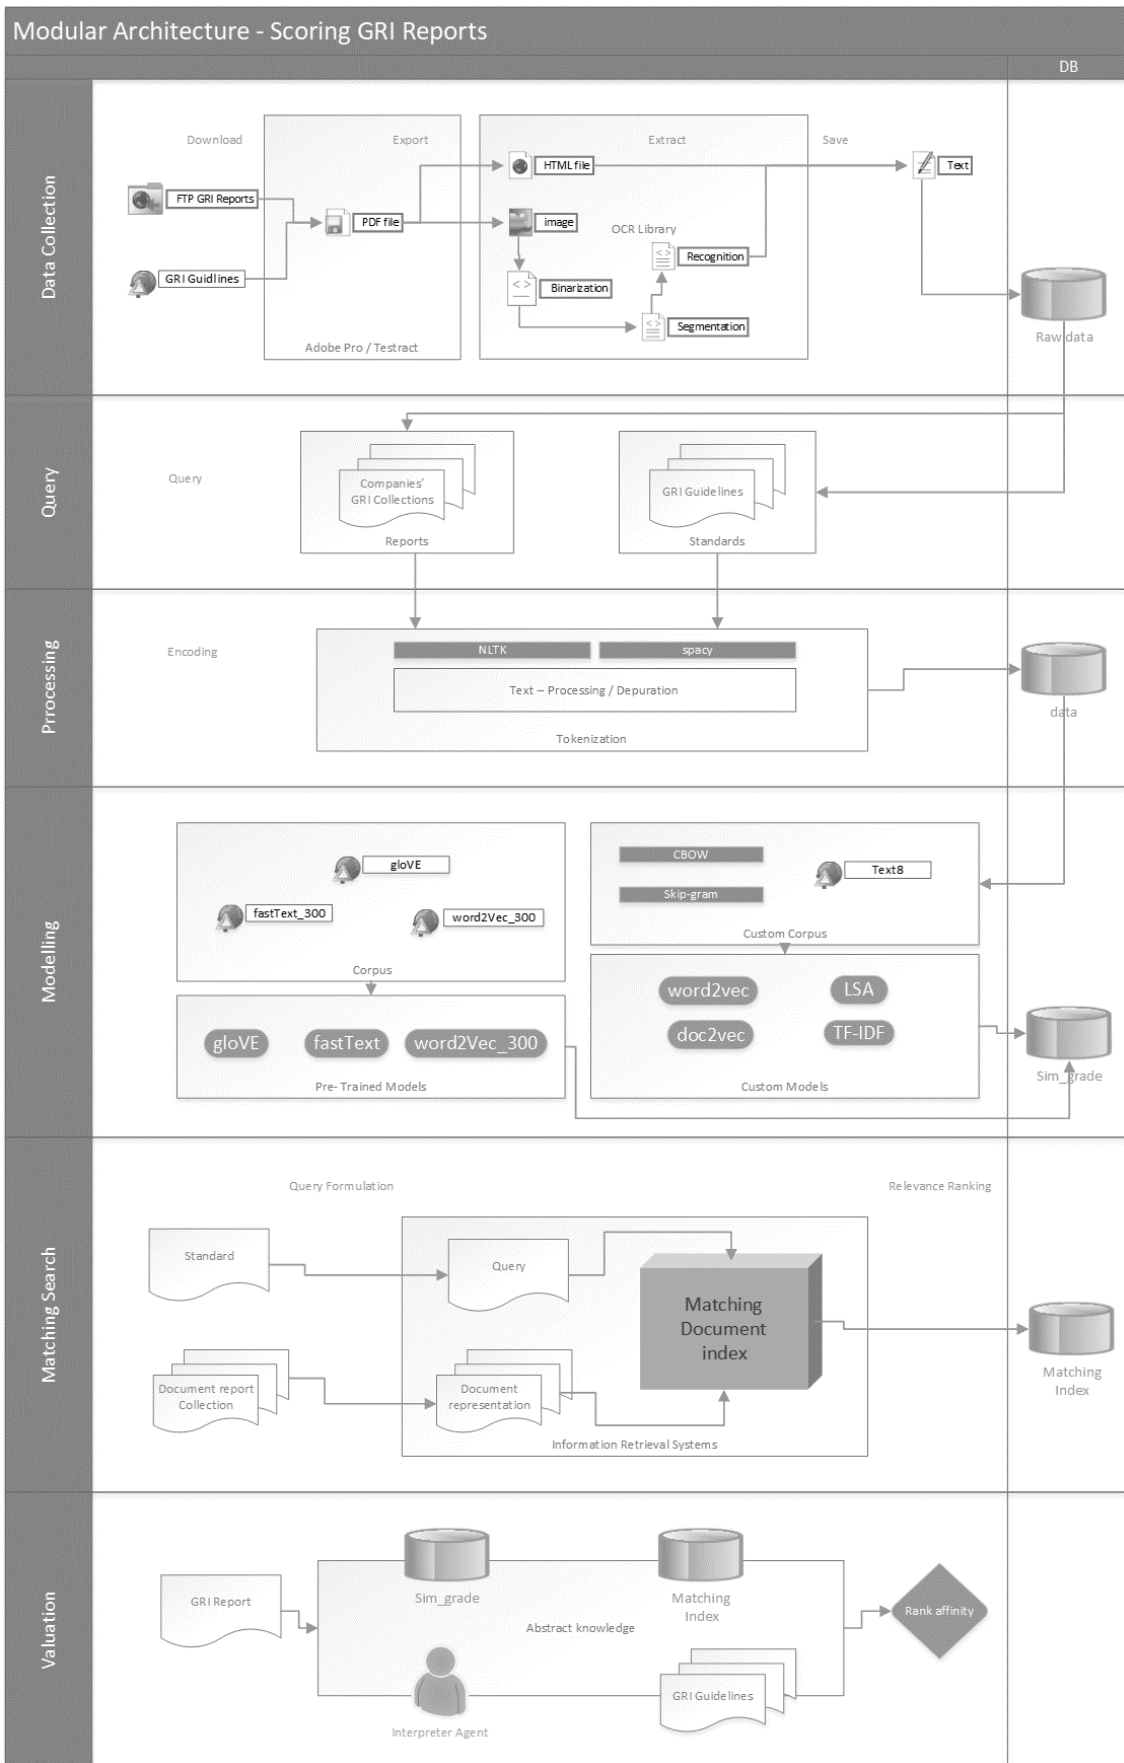 Modular Architecture - Scoring GRI Reports
DB
Data Collection
Download
Export
Extract
Save
HTML file
Text
FTP GRI Reports
PDF file
image
OCR Library
Recognition
GRI Guidlines
Binarization
Segmentation
Adobe Pro / Testract
Raw data
Query
Query
Companies'
GRI Collections
GRI Guidelines
Reports
Standards
Prrocessing
Encoding
NLTK
spacy
Text – Processing / Depuration
Tokenization
data
Modelling
gloVE
fastText_300
word2Vec_300
Corpus
CBOW
Skip-gram
Text8
Custom Corpus
gloVE
fastText
word2Vec_300
Pre- Trained Models
word2vec
LSA
doc2vec
TF-IDF
Custom Models
Sim_grade
Matching Search
Query Formulation
Relevance Ranking
Standard
Query
Matching
Document
index
Document report
Collection
Document
representation
Information Retrieval Systems
Matching
Index
Valuation
GRI Report
Sim_grade
Matching
Index
Abstract knowledge
Rank affinity
GRI Guidelines
Interpreter Agent